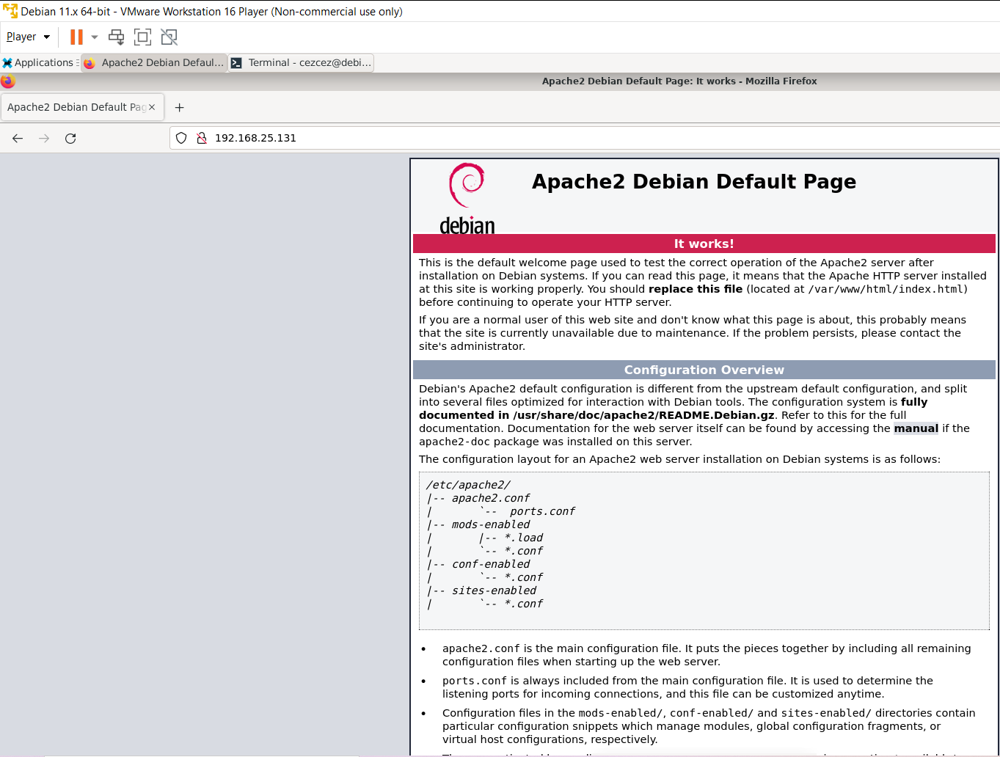 Debian 11.x 64-bit - VMware Workstation 16 Player (Non-commercial use only)
Player
Applications
Apache2 Debian Defaul...
Terminal - cezcez@debi...
Apache2 Debian Default Page: It works - Mozilla Firefox
Apache2 Debian Default Pag
192.168.25.131
debian
Apache2 Debian Default Page
It works!
This is the default welcome page used to test the correct operation of the Apache2 server after
installation on Debian systems. If you can read this page, it means that the Apache HTTP server installed
at this site is working properly. You should replace this file (located at /var/www/html/index.html)
before continuing to operate your HTTP server.
If you are a normal user of this web site and don't know what this page is about, this probably means
that the site is currently unavailable due to maintenance. If the problem persists, please contact the
site's administrator.
Configuration Overview
Debian's Apache2 default configuration is different from the upstream default configuration, and split
into several files optimized for interaction with Debian tools. The configuration system is fully
documented in /usr/share/doc/apache2/README.Debian.gz. Refer to this for the full
documentation. Documentation for the web server itself can be found by accessing the manual if the
apache2-doc package was installed on this server.
The configuration layout for an Apache2 web server installation on Debian systems is as follows:
/etc/apache2/
|-- apache2.conf
|       `--  ports.conf
|-- mods-enabled
|       |-- *.load
|       `-- *.conf
|-- conf-enabled
|       `-- *.conf
|-- sites-enabled
|       `-- *.conf
• apache2.conf is the main configuration file. It puts the pieces together by including all remaining
configuration files when starting up the web server.
• ports.conf is always included from the main configuration file. It is used to determine the
listening ports for incoming connections, and this file can be customized anytime.
• Configuration files in the mods-enabled/, conf-enabled/ and sites-enabled/ directories contain
particular configuration snippets which manage modules, global configuration fragments, or
virtual host configurations, respectively.